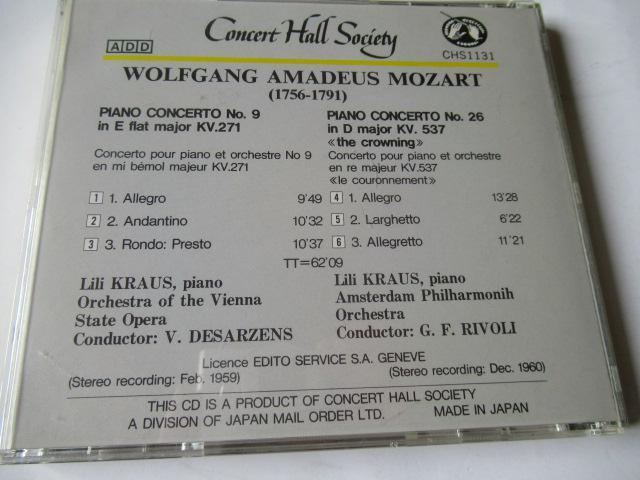 ADD
Concert Hall Society
CHS1131
WOLFGANG AMADEUS MOZART
(1756-1791)
PIANO CONCERTO No. 9
in E flat major KV.271
Concerto pour piano et orchestre No 9
en mi bémol majeur KV.271
1 1. Allegro 9'49
2 2. Andantino 10'32
3 3. Rondo: Presto 10'37
PIANO CONCERTO No. 26
in D major KV. 537
«the crowning»
Concerto pour piano et orchestre
en re majeur KV.537
«le couronnement»
4 1. Allegro 13'28
5 2. Larghetto 6'22
6 3. Allegretto 11'21
TT=62'09
Lili KRAUS, piano
Orchestra of the Vienna
State Opera
Conductor: V. DESARZENS
Lili KRAUS, piano
Amsterdam Philharmonih
Orchestra
Conductor: G. F. RIVOLI
Licence EDITO SERVICE S.A. GENEVE
(Stereo recording: Feb. 1959)
(Stereo recording: Dec. 1960)
THIS CD IS A PRODUCT OF CONCERT HALL SOCIETY
A DIVISION OF JAPAN MAIL ORDER LTD. MADE IN JAPAN